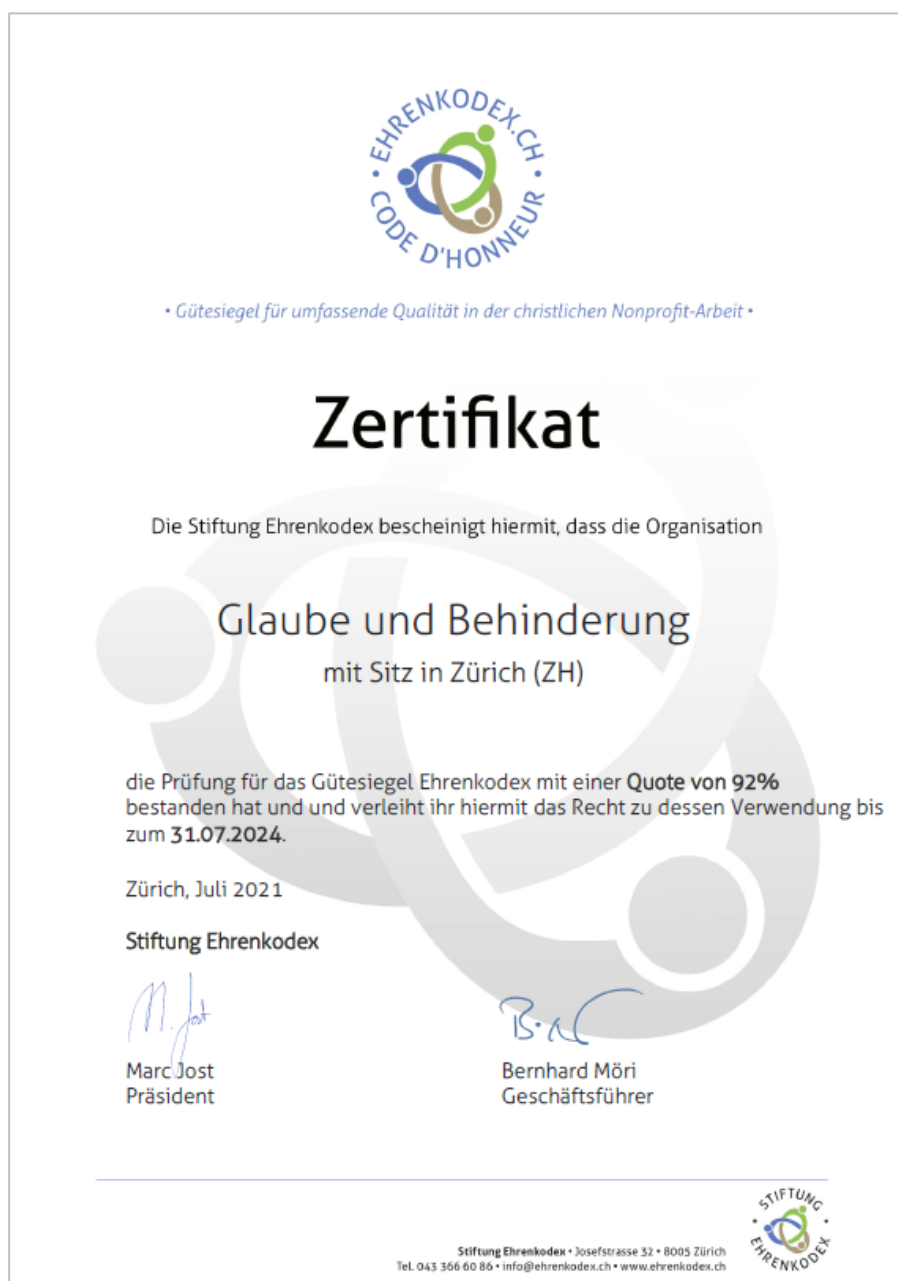 • EHRENKODEX.CH •
CODE D'HONNEUR
• Gütesiegel für umfassende Qualität in der christlichen Nonprofit-Arbeit •
Zertifikat
Die Stiftung Ehrenkodex bescheinigt hiermit, dass die Organisation
Glaube und Behinderung
mit Sitz in Zürich (ZH)
die Prüfung für das Gütesiegel Ehrenkodex mit einer Quote von 92%
bestanden hat und und verleiht ihr hiermit das Recht zu dessen Verwendung bis
zum 31.07.2024.
Zürich, Juli 2021
Stiftung Ehrenkodex
M. Jost
Marc Jost
Präsident
Bernhard Möri
Geschäftsführer
• STIFTUNG •
EHRENKODEX
Stiftung Ehrenkodex • Josefstrasse 32 • 8005 Zürich
Tel. 043 366 60 86 • info@ehrenkodex.ch • www.ehrenkodex.ch